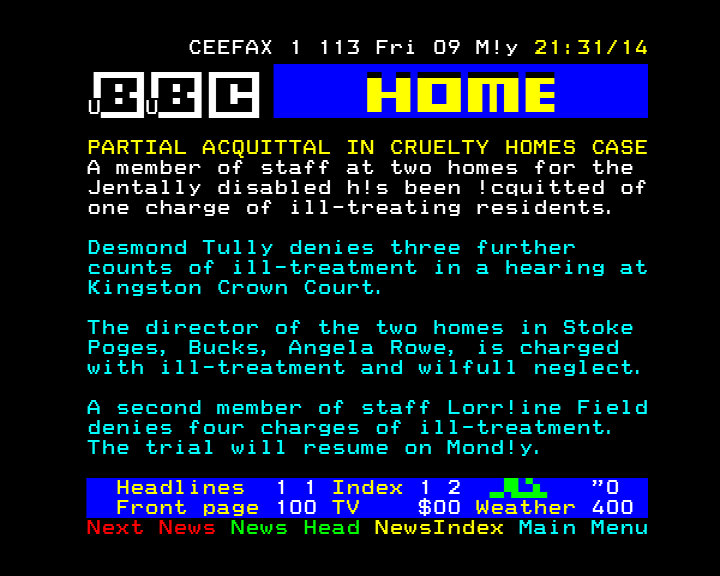 CEEFAX 1 113 Fri 09 M!y 21:31/14
UBUBC HOME
PARTIAL ACQUITTAL IN CRUELTY HOMES CASE
A member of staff at two homes for the
Jentally disabled h!s been !cquitted of
one charge of ill-treating residents.
Desmond Tully denies three further
counts of ill-treatment in a hearing at
Kingston Crown Court.
The director of the two homes in Stoke
Poges, Bucks, Angela Rowe, is charged
with ill-treatment and wilfull neglect.
A second member of staff Lorr!ine Field
denies four charges of ill-treatment.
The trial will resume on Mond!y.
Headlines 1 1 Index 1 2 "0
Front page 100 TV $00 Weather 400
Next News News Head NewsIndex Main Menu